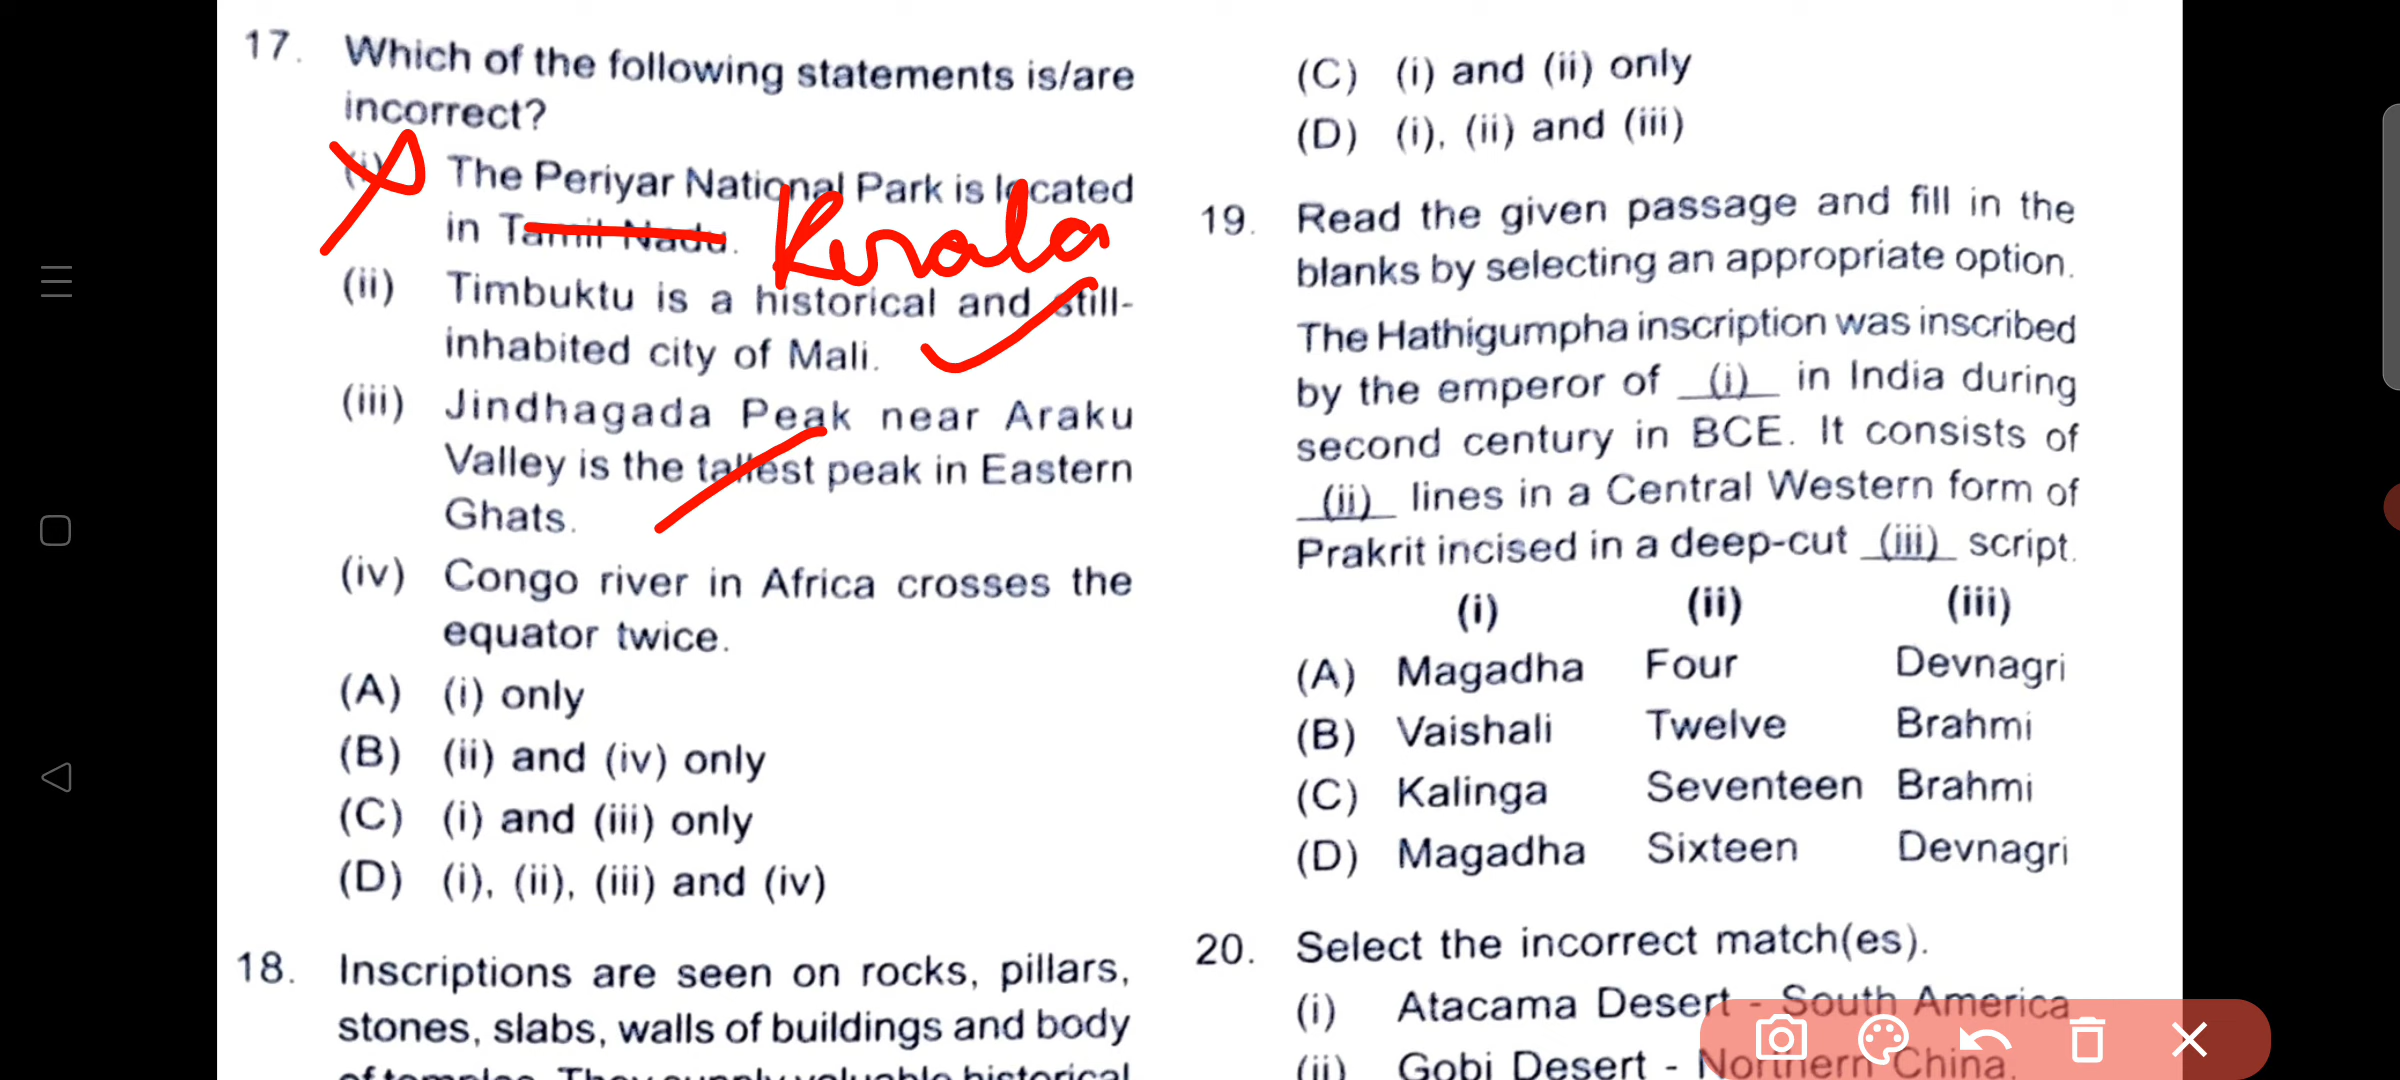 17. Which of the following statements is/are
incorrect?
(i) The Periyar National Park is located
in Tamil Nadu. Kerala
(ii) Timbuktu is a historical and still-
inhabited city of Mali.
(iii) Jindhagada Peak near Araku
Valley is the tallest peak in Eastern
Ghats.
(iv) Congo river in Africa crosses the
equator twice.
(A) (i) only
(B) (ii) and (iv) only
(C) (i) and (iii) only
(D) (i), (ii), (iii) and (iv)
18. Inscriptions are seen on rocks, pillars,
stones, slabs, walls of buildings and body
of temples. They supply valuable historical
(C) (i) and (ii) only
(D) (i), (ii) and (iii)
19. Read the given passage and fill in the
blanks by selecting an appropriate option.
The Hathigumpha inscription was inscribed
by the emperor of (i) in India during
second century in BCE. It consists of
(ii) lines in a Central Western form of
Prakrit incised in a deep-cut (iii) script.
(i) (ii) (iii)
(A) Magadha Four Devnagri
(B) Vaishali Twelve Brahmi
(C) Kalinga Seventeen Brahmi
(D) Magadha Sixteen Devnagri
20. Select the incorrect match(es).
(i) Atacama Desert - South America
(ii) Gobi Desert - Northern China.